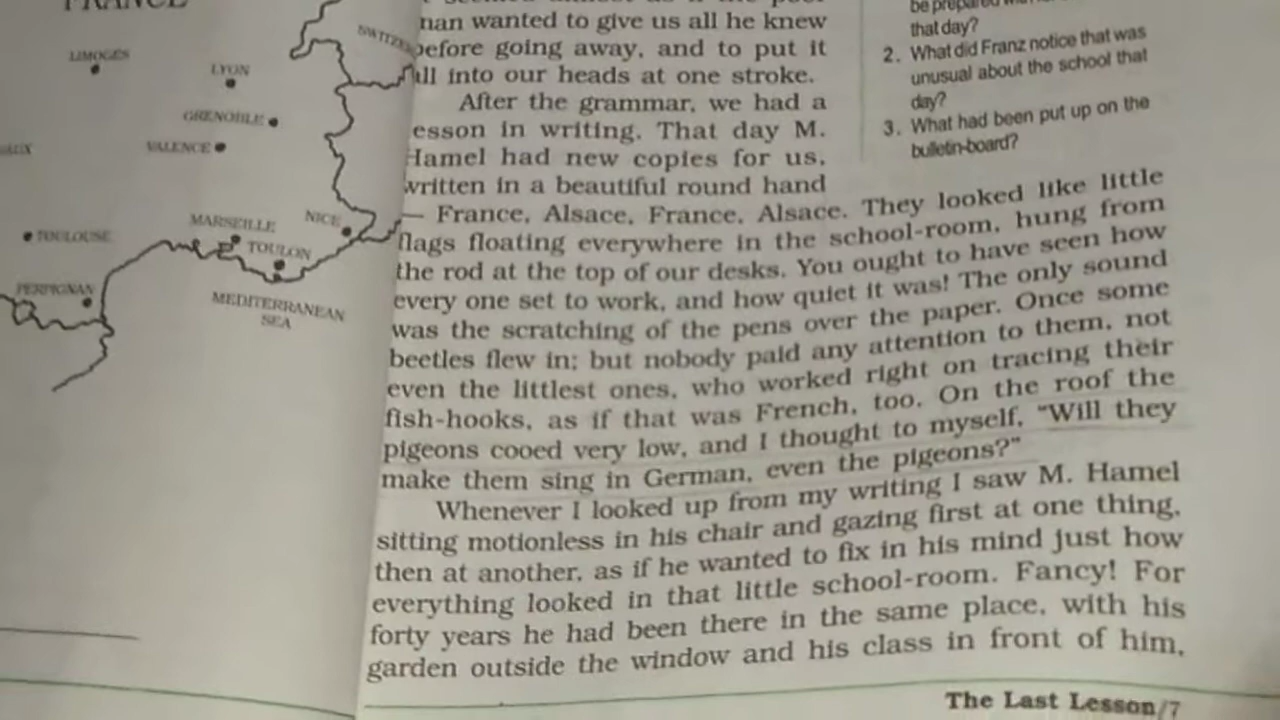 FRANCE
LIMOGES
LYON
GRENOBLE
VALENCE
MARSEILLE
NICE
TOULOUSE
TOULON
PERPIGNAN
MEDITERRANEAN
SEA
nan wanted to give us all he knew
before going away, and to put it
all into our heads at one stroke.
After the grammar, we had a
esson in writing. That day M.
Hamel had new copies for us,
written in a beautiful round hand
— France, Alsace, France, Alsace. They looked like little
flags floating everywhere in the school-room, hung from
the rod at the top of our desks. You ought to have seen how
every one set to work, and how quiet it was! The only sound
was the scratching of the pens over the paper. Once some
beetles flew in; but nobody paid any attention to them, not
even the littlest ones, who worked right on tracing their
fish-hooks, as if that was French, too. On the roof the
pigeons cooed very low, and I thought to myself, “Will they
make them sing in German, even the pigeons?”
Whenever I looked up from my writing I saw M. Hamel
sitting motionless in his chair and gazing first at one thing,
then at another, as if he wanted to fix in his mind just how
everything looked in that little school-room. Fancy! For
forty years he had been there in the same place, with his
garden outside the window and his class in front of him,
be prepared
that day?
2. What did Franz notice that was
unusual about the school that
day?
3. What had been put up on the
bulletin-board?
The Last Lesson/7